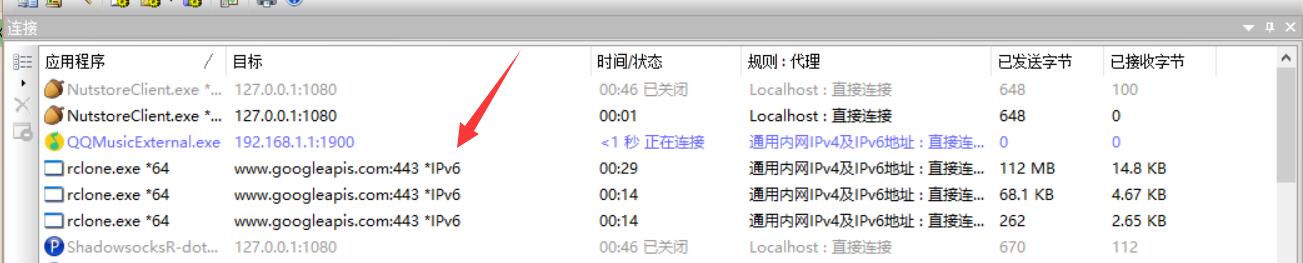 连接
应用程序 目标 时间/状态 规则 : 代理 已发送字节 已接收字节
NutstoreClient.exe *... 127.0.0.1:1080 00:46 已关闭 Localhost : 直接连接 648 100
NutstoreClient.exe *... 127.0.0.1:1080 00:01 Localhost : 直接连接 648 0
QQMusicExternal.exe 192.168.1.1:1900 <1 秒 正在连接 通用内网IPv4及IPv6地址 : 直接连... 0 0
rclone.exe *64 www.googleapis.com:443 *IPv6 00:29 通用内网IPv4及IPv6地址 : 直接连... 112 MB 14.8 KB
rclone.exe *64 www.googleapis.com:443 *IPv6 00:14 通用内网IPv4及IPv6地址 : 直接连... 68.1 KB 4.67 KB
rclone.exe *64 www.googleapis.com:443 *IPv6 00:14 通用内网IPv4及IPv6地址 : 直接连... 262 2.65 KB
ShadowsocksR-dot... 127.0.0.1:1080 00:46 已关闭 Localhost : 直接连接 670 112